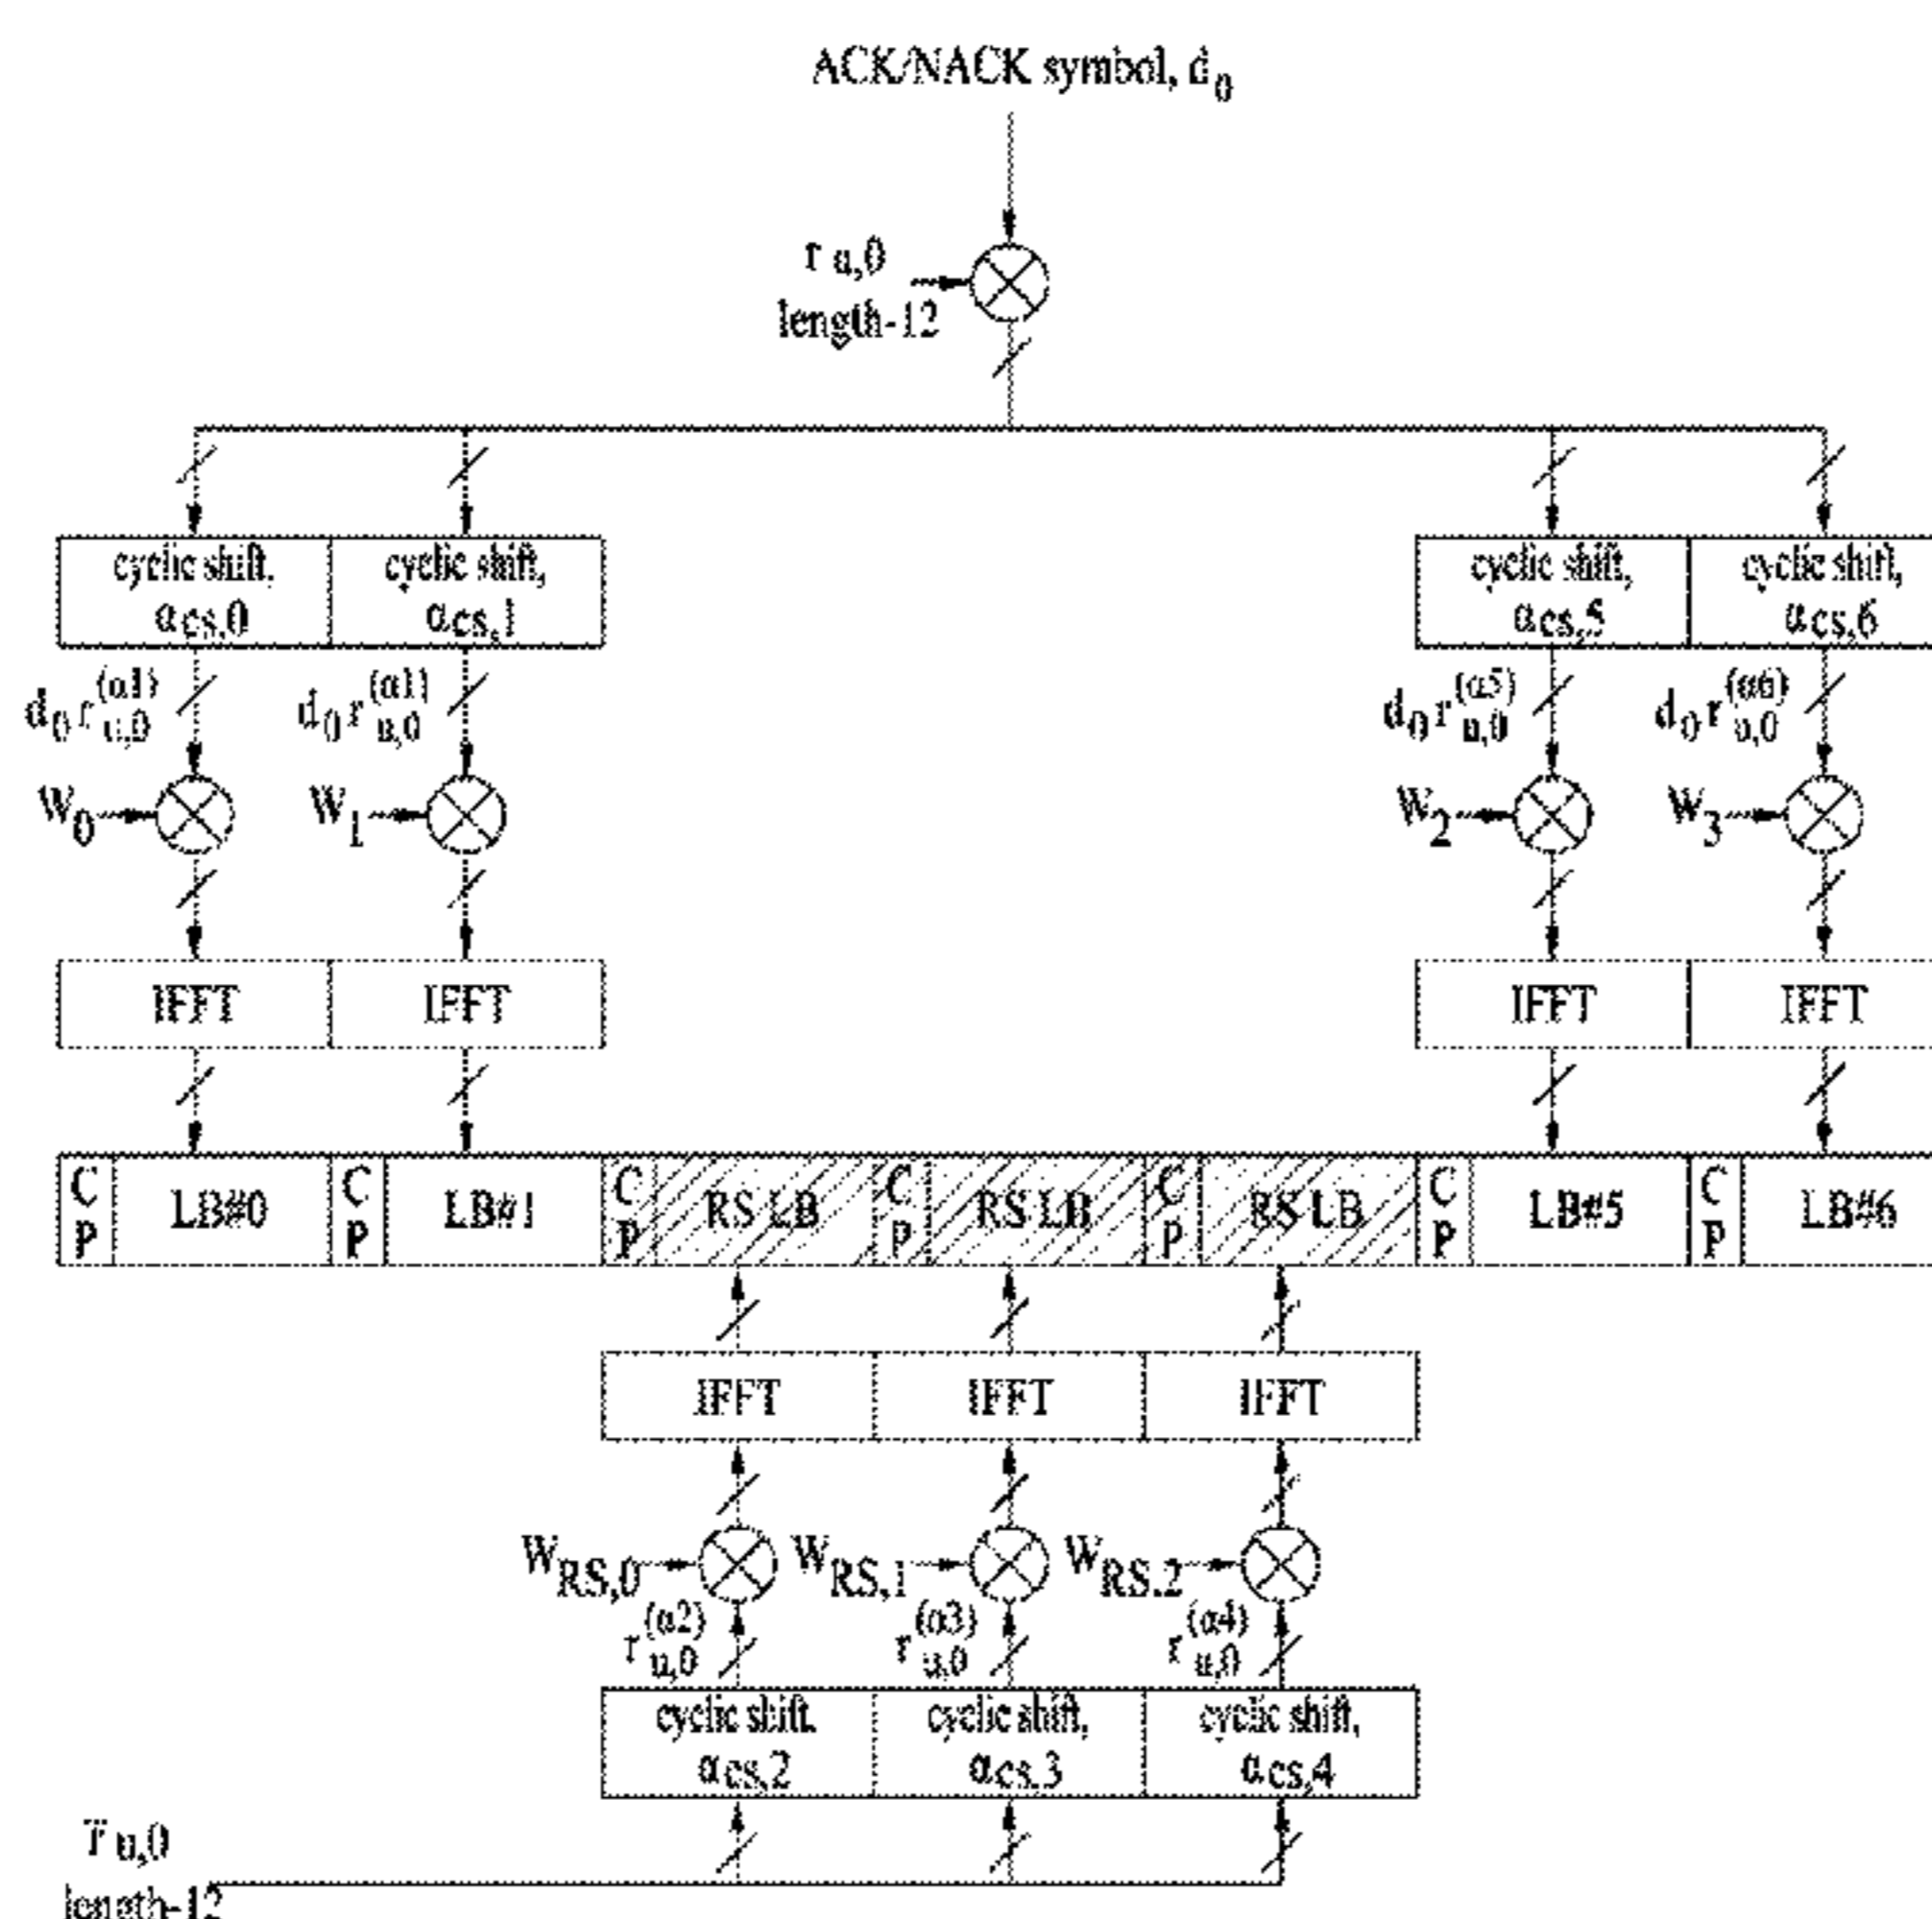 ACK/NACK symbol, d0
r u,0
length-12
cyclic shift, αcs,0
cyclic shift, αcs,1
cyclic shift, αcs,5
cyclic shift, αcs,6
d0 r u,0 (α1)
d0 r u,0 (α1)
d0 r u,0 (α5)
d0 r u,0 (α6)
W0
W1
W2
W3
IFFT
IFFT
IFFT
IFFT
CP LB#0 CP LB#1 CP RS LB CP RS LB CP RS LB CP LB#5 CP LB#6
IFFT
IFFT
IFFT
WRS,0
WRS,1
WRS,2
r u,0 (α2)
r u,0 (α3)
r u,0 (α4)
cyclic shift, αcs,2
cyclic shift, αcs,3
cyclic shift, αcs,4
r̄ u,0
length-12